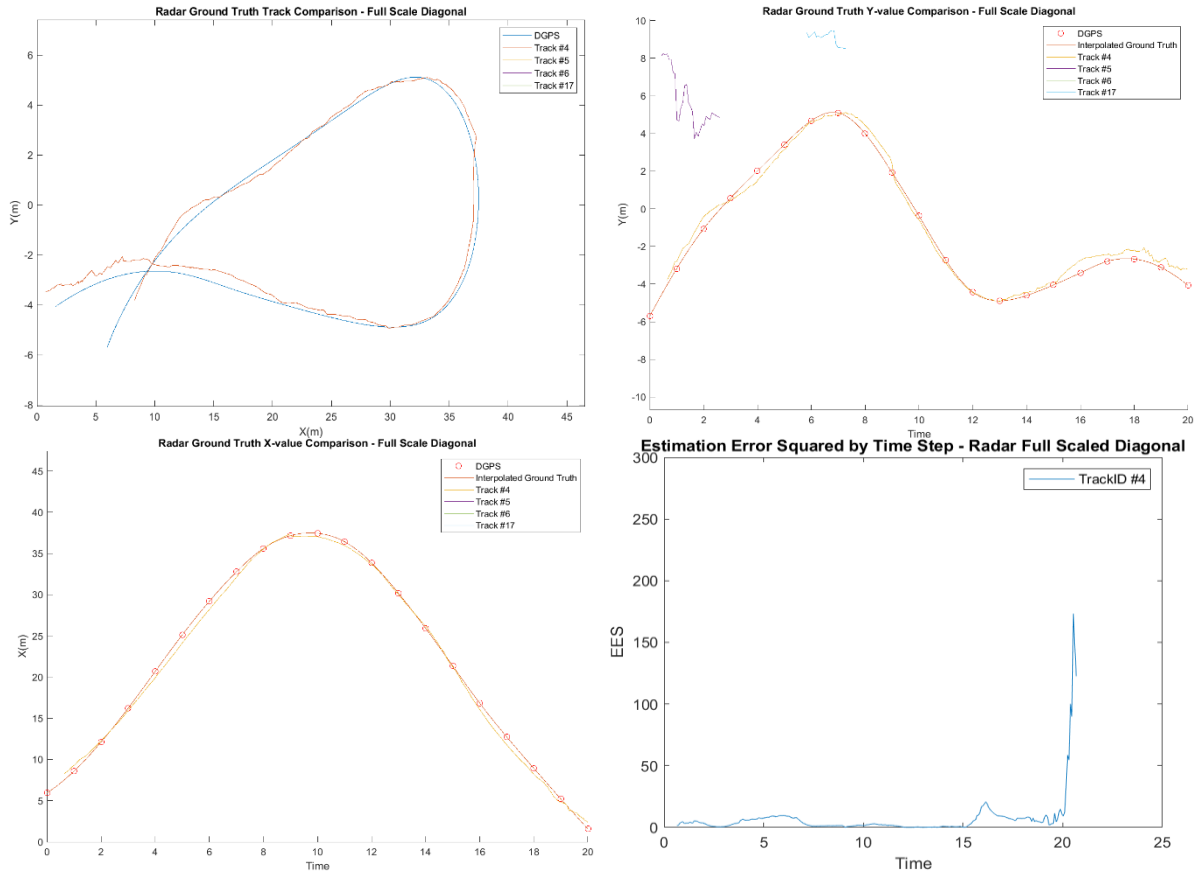 Radar Ground Truth Track Comparison - Full Scale Diagonal
DGPS
Track #4
Track #5
Track #6
Track #17
Y(m)
6
4
2
0
-2
-4
-6
-8
0 5 10 15 20 25 30 35 40 45
X(m)
Radar Ground Truth Y-value Comparison - Full Scale Diagonal
DGPS
Interpolated Ground Truth
Track #4
Track #5
Track #6
Track #17
Y(m)
10
8
6
4
2
0
-2
-4
-6
-8
-10
0 2 4 6 8 10 12 14 16 18 20
Time
Radar Ground Truth X-value Comparison - Full Scale Diagonal
DGPS
Interpolated Ground Truth
Track #4
Track #5
Track #6
Track #17
X(m)
45
40
35
30
25
20
15
10
5
0
0 2 4 6 8 10 12 14 16 18 20
Time
Estimation Error Squared by Time Step - Radar Full Scaled Diagonal
TrackID #4
EES
300
250
200
150
100
50
0
0 5 10 15 20 25
Time